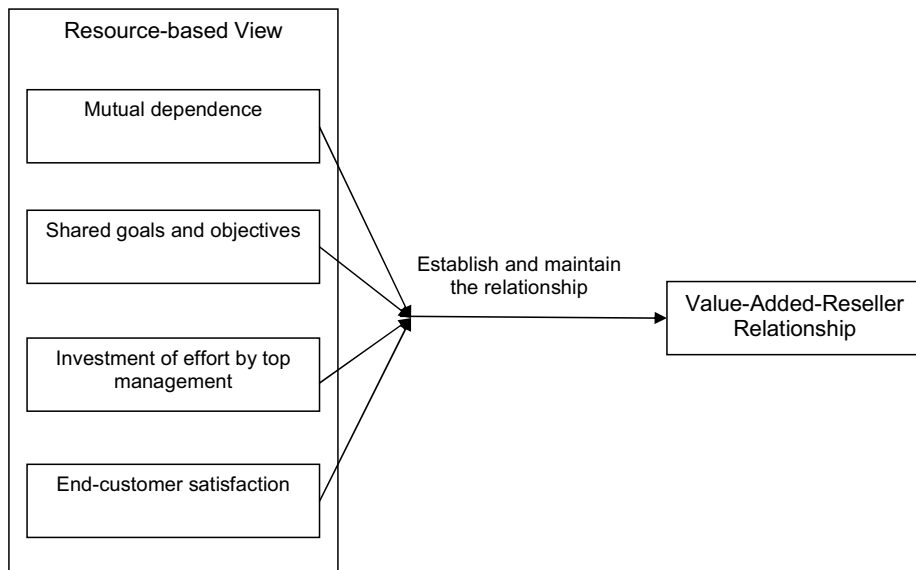 Resource-based View
Mutual dependence
Shared goals and objectives
Investment of effort by top
management
End-customer satisfaction
Establish and maintain
the relationship
Value-Added-Reseller
Relationship